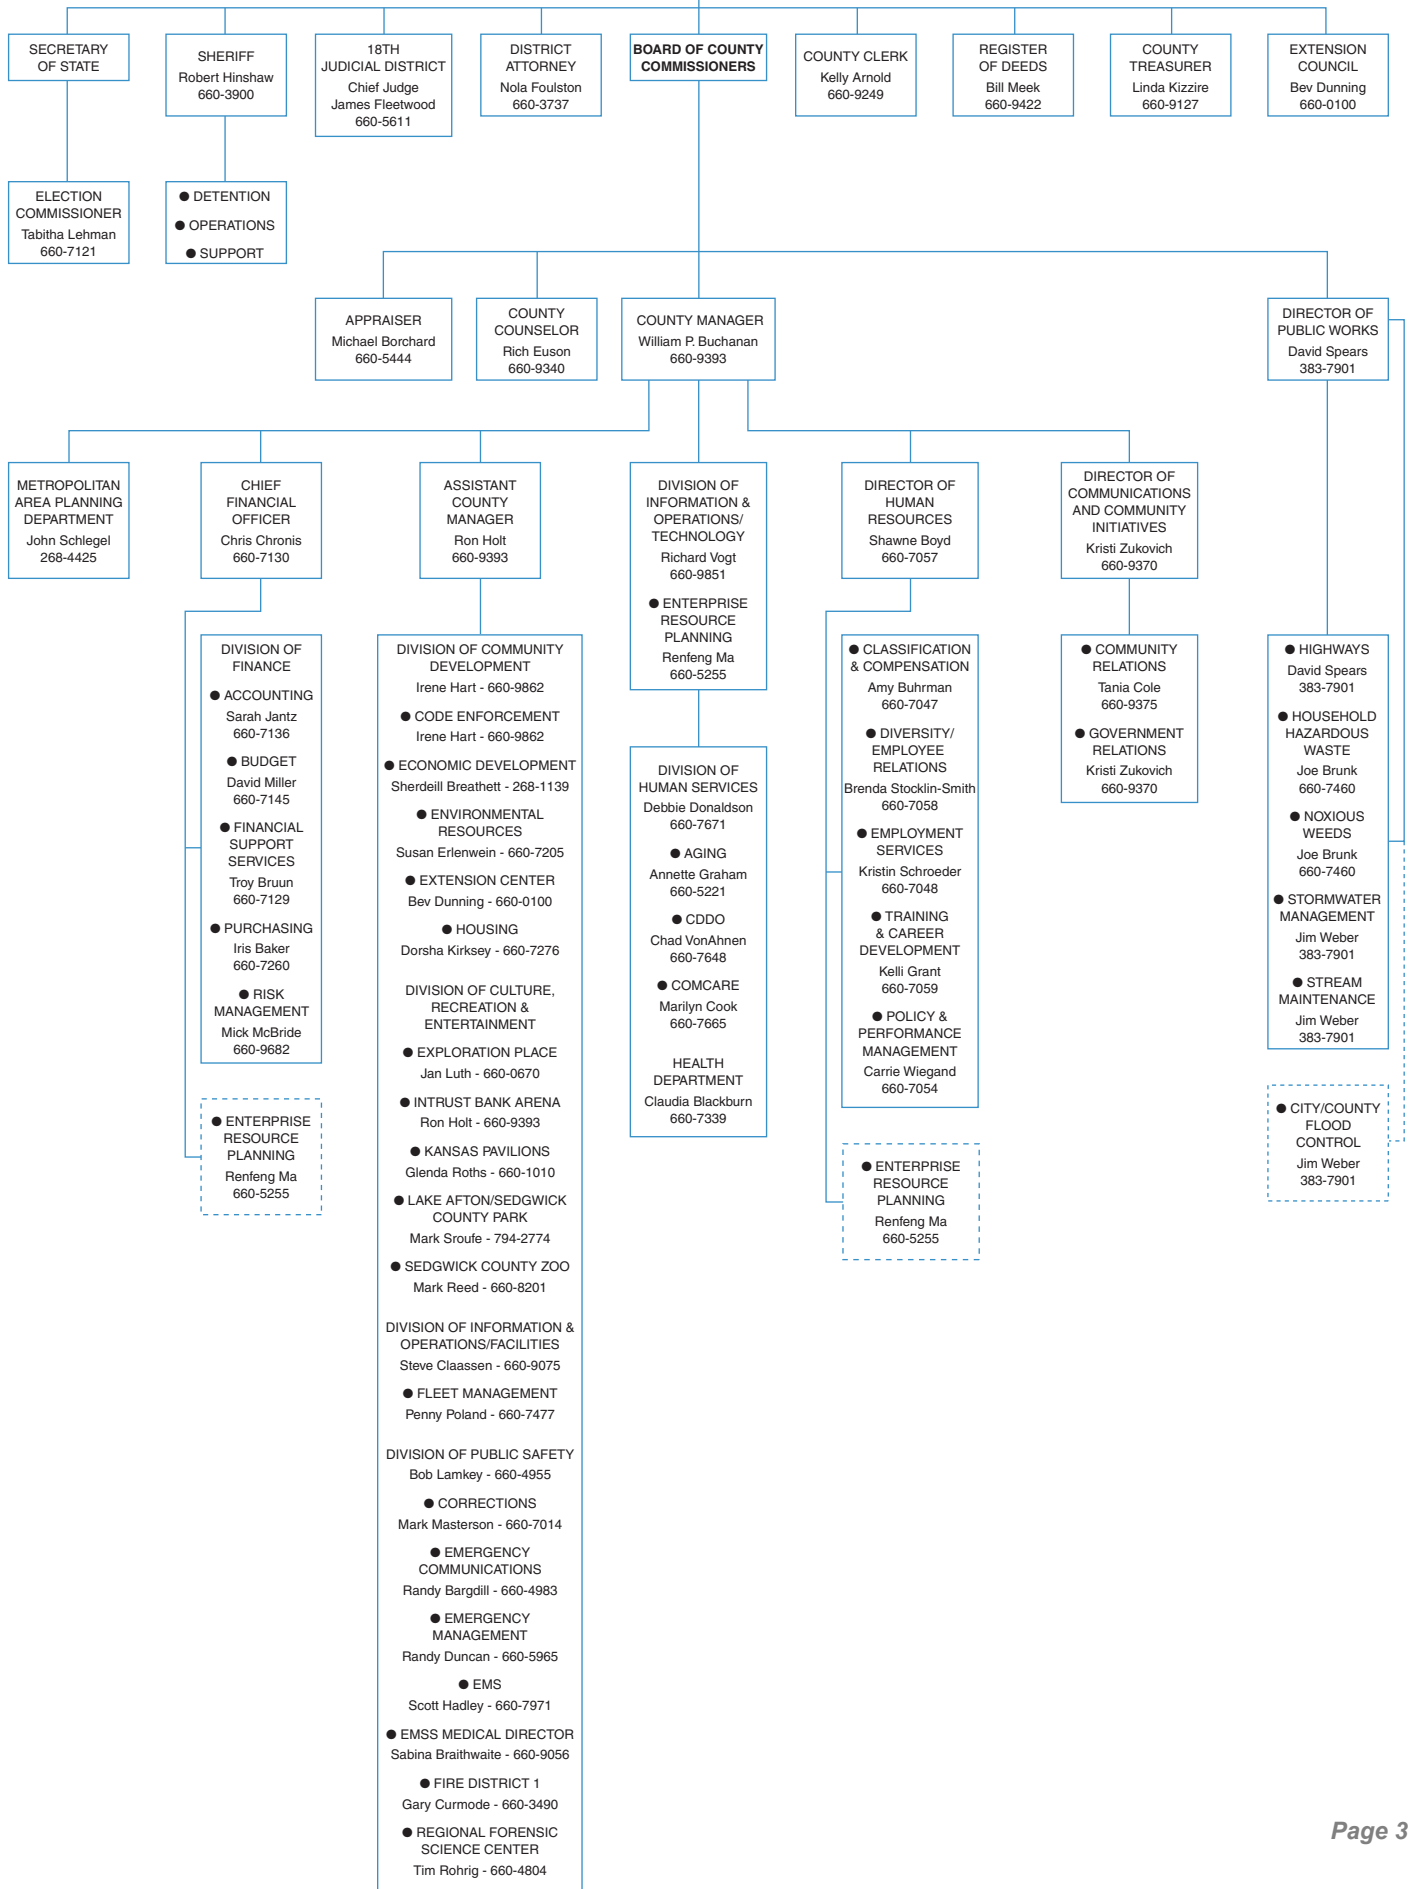 SECRETARY
OF STATE
SHERIFF
Robert Hinshaw
660-3900
18TH
JUDICIAL DISTRICT
Chief Judge
James Fleetwood
660-5611
DISTRICT
ATTORNEY
Nola Foulston
660-3737
BOARD OF COUNTY
COMMISSIONERS
COUNTY CLERK
Kelly Arnold
660-9249
REGISTER
OF DEEDS
Bill Meek
660-9422
COUNTY
TREASURER
Linda Kizzire
660-9127
EXTENSION
COUNCIL
Bev Dunning
660-0100
ELECTION
COMMISSIONER
Tabitha Lehman
660-7121
● DETENTION
● OPERATIONS
● SUPPORT
APPRAISER
Michael Borchard
660-5444
COUNTY
COUNSELOR
Rich Euson
660-9340
COUNTY MANAGER
William P. Buchanan
660-9393
DIRECTOR OF
PUBLIC WORKS
David Spears
383-7901
METROPOLITAN
AREA PLANNING
DEPARTMENT
John Schlegel
268-4425
CHIEF
FINANCIAL
OFFICER
Chris Chronis
660-7130
ASSISTANT
COUNTY
MANAGER
Ron Holt
660-9393
DIVISION OF
INFORMATION &
OPERATIONS/
TECHNOLOGY
Richard Vogt
660-9851
● ENTERPRISE
RESOURCE
PLANNING
Renfeng Ma
660-5255
DIRECTOR OF
HUMAN
RESOURCES
Shawne Boyd
660-7057
DIRECTOR OF
COMMUNICATIONS
AND COMMUNITY
INITIATIVES
Kristi Zukovich
660-9370
DIVISION OF
FINANCE
● ACCOUNTING
Sarah Jantz
660-7136
● BUDGET
David Miller
660-7145
● FINANCIAL
SUPPORT
SERVICES
Troy Bruun
660-7129
● PURCHASING
Iris Baker
660-7260
● RISK
MANAGEMENT
Mick McBride
660-9682
● ENTERPRISE
RESOURCE
PLANNING
Renfeng Ma
660-5255
DIVISION OF COMMUNITY
DEVELOPMENT
Irene Hart - 660-9862
● CODE ENFORCEMENT
Irene Hart - 660-9862
● ECONOMIC DEVELOPMENT
Sherdeill Breathett - 268-1139
● ENVIRONMENTAL
RESOURCES
Susan Erlenwein - 660-7205
● EXTENSION CENTER
Bev Dunning - 660-0100
● HOUSING
Dorsha Kirksey - 660-7276
DIVISION OF CULTURE,
RECREATION &
ENTERTAINMENT
● EXPLORATION PLACE
Jan Luth - 660-0670
● INTRUST BANK ARENA
Ron Holt - 660-9393
● KANSAS PAVILIONS
Glenda Roths - 660-1010
● LAKE AFTON/SEDGWICK
COUNTY PARK
Mark Sroufe - 794-2774
● SEDGWICK COUNTY ZOO
Mark Reed - 660-8201
DIVISION OF INFORMATION &
OPERATIONS/FACILITIES
Steve Claassen - 660-9075
● FLEET MANAGEMENT
Penny Poland - 660-7477
DIVISION OF PUBLIC SAFETY
Bob Lamkey - 660-4955
● CORRECTIONS
Mark Masterson - 660-7014
● EMERGENCY
COMMUNICATIONS
Randy Bargdill - 660-4983
● EMERGENCY
MANAGEMENT
Randy Duncan - 660-5965
● EMS
Scott Hadley - 660-7971
● EMSS MEDICAL DIRECTOR
Sabina Braithwaite - 660-9056
● FIRE DISTRICT 1
Gary Curmode - 660-3490
● REGIONAL FORENSIC
SCIENCE CENTER
Tim Rohrig - 660-4804
DIVISION OF
HUMAN SERVICES
Debbie Donaldson
660-7671
● AGING
Annette Graham
660-5221
● CDDO
Chad VonAhnen
660-7648
● COMCARE
Marilyn Cook
660-7665
HEALTH
DEPARTMENT
Claudia Blackburn
660-7339
● CLASSIFICATION
& COMPENSATION
Amy Buhrman
660-7047
● DIVERSITY/
EMPLOYEE
RELATIONS
Brenda Stocklin-Smith
660-7058
● EMPLOYMENT
SERVICES
Kristin Schroeder
660-7048
● TRAINING
& CAREER
DEVELOPMENT
Kelli Grant
660-7059
● POLICY &
PERFORMANCE
MANAGEMENT
Carrie Wiegand
660-7054
● ENTERPRISE
RESOURCE
PLANNING
Renfeng Ma
660-5255
● COMMUNITY
RELATIONS
Tania Cole
660-9375
● GOVERNMENT
RELATIONS
Kristi Zukovich
660-9370
● HIGHWAYS
David Spears
383-7901
● HOUSEHOLD
HAZARDOUS
WASTE
Joe Brunk
660-7460
● NOXIOUS
WEEDS
Joe Brunk
660-7460
● STORMWATER
MANAGEMENT
Jim Weber
383-7901
● STREAM
MAINTENANCE
Jim Weber
383-7901
● CITY/COUNTY
FLOOD
CONTROL
Jim Weber
383-7901
Page 3